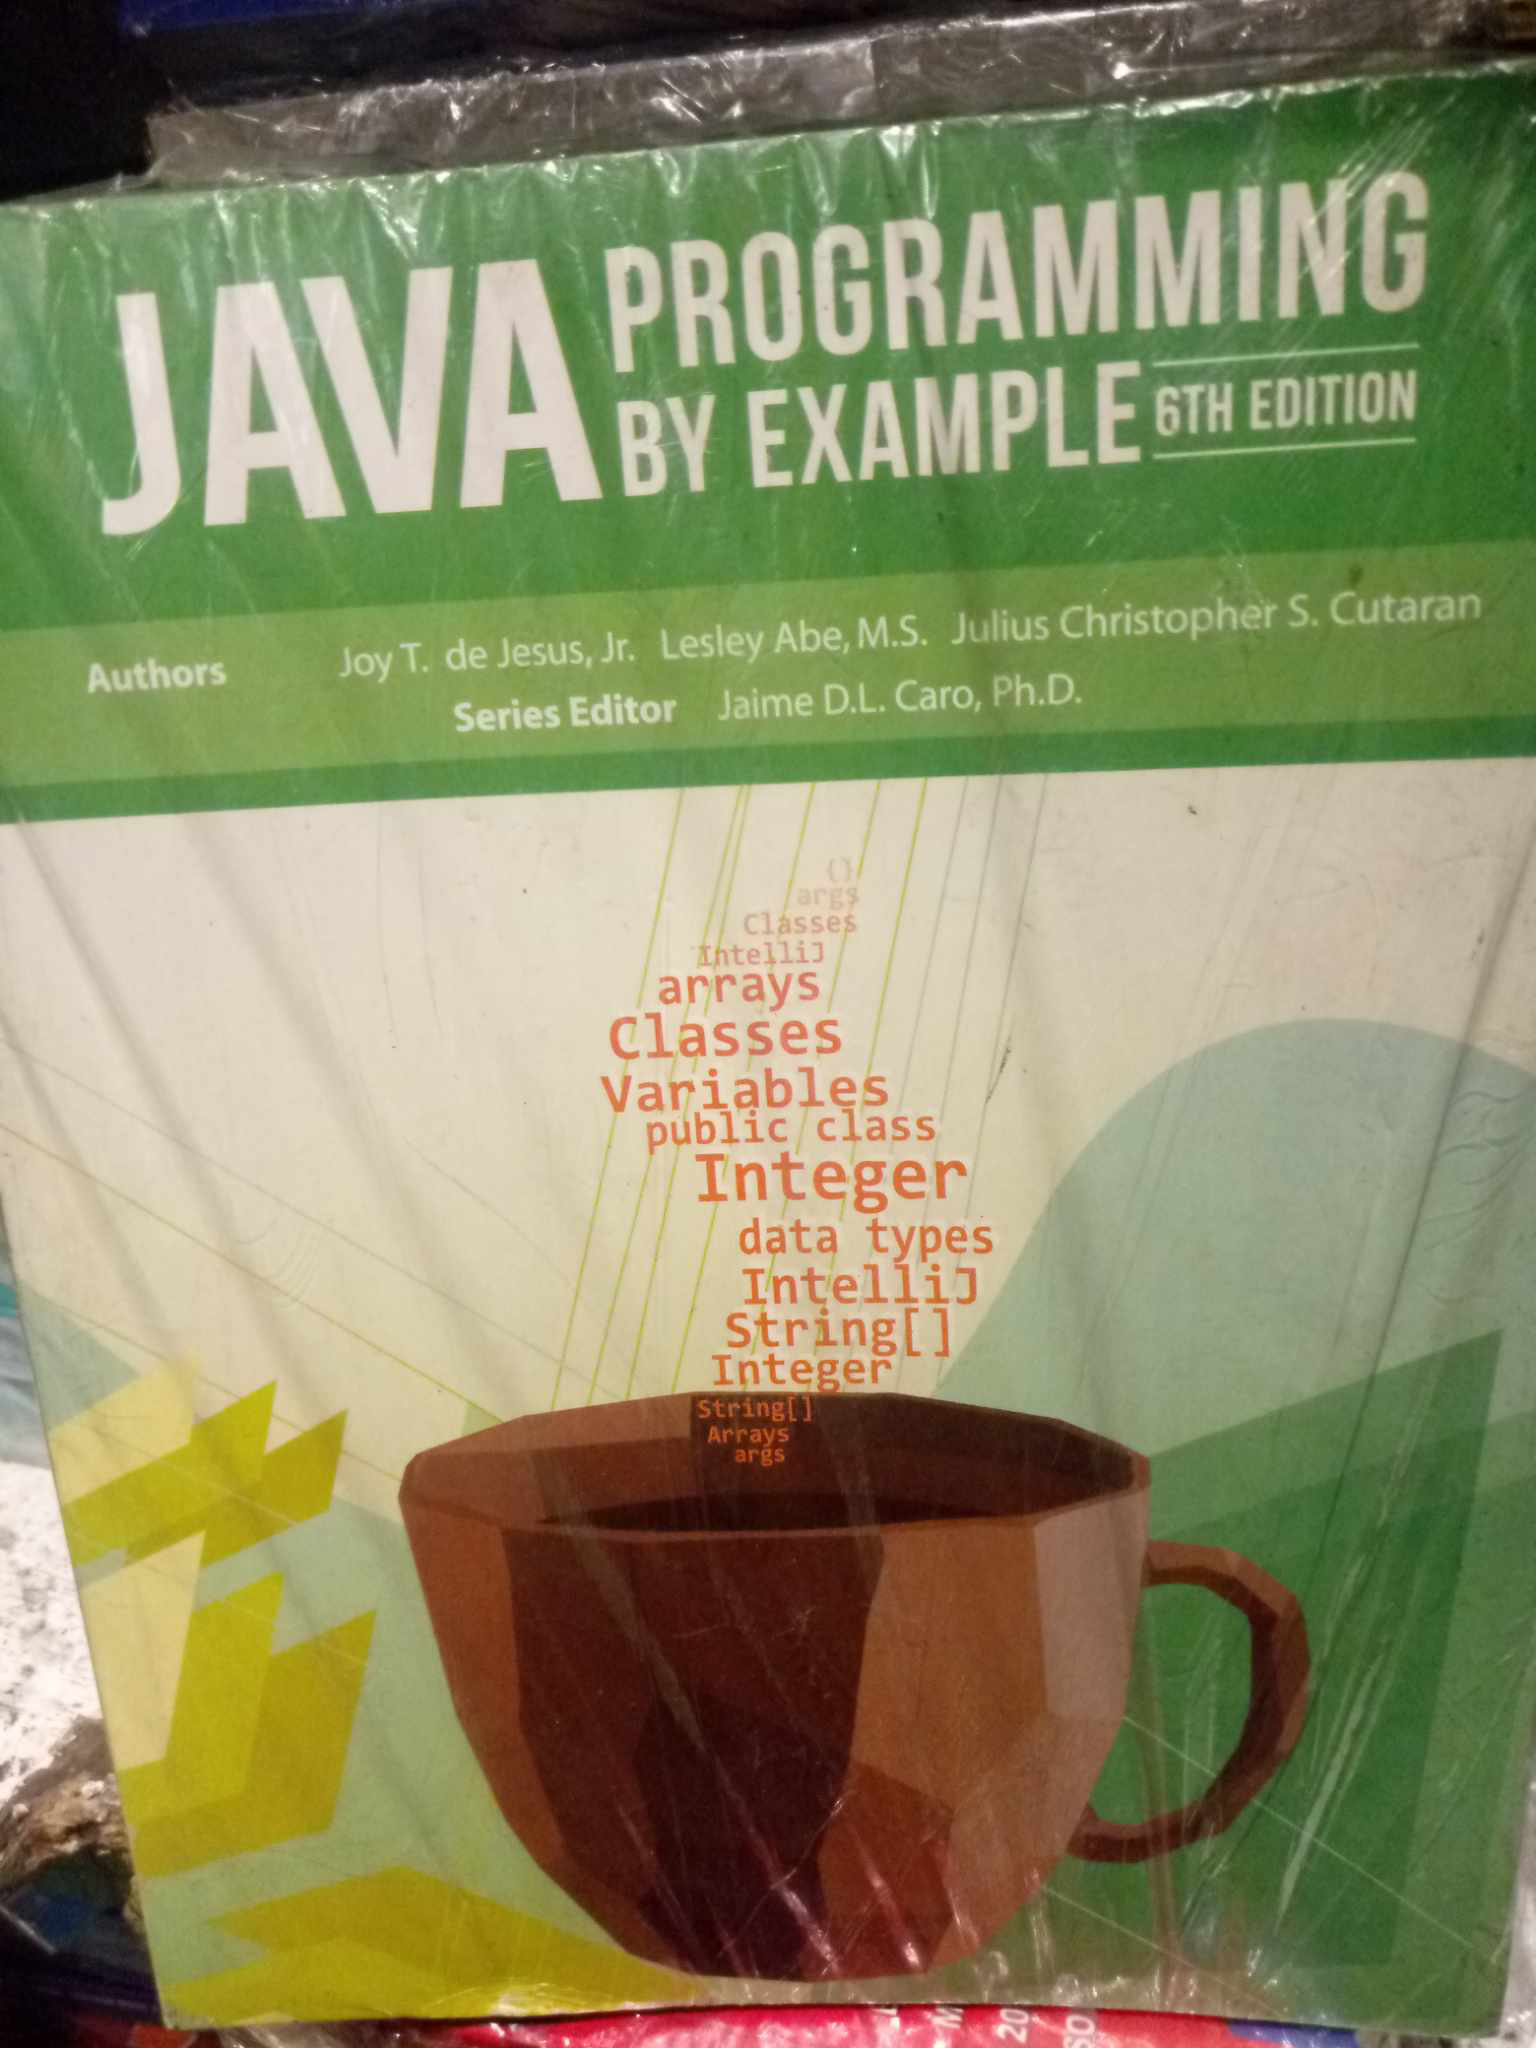 JAVA PROGRAMMING
BY EXAMPLE 6TH EDITION
Authors Joy T. de Jesus, Jr. Lesley Abe, M.S. Julius Christopher S. Cutaran
Series Editor Jaime D.L. Caro, Ph.D.
{}
args
Classes
IntelliJ
arrays
Classes
Variables
public class
Integer
data types
IntelliJ
String[]
Integer
String[]
Arrays
args
20